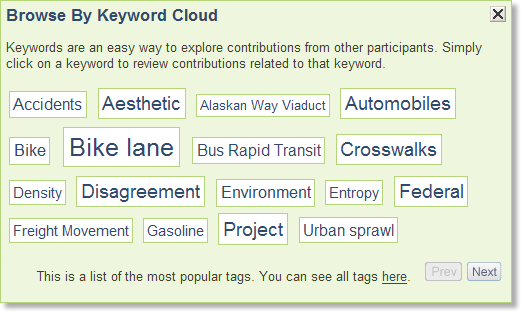 Browse By Keyword Cloud
Keywords are an easy way to explore contributions from other participants. Simply
click on a keyword to review contributions related to that keyword.
Accidents Aesthetic Alaskan Way Viaduct Automobiles
Bike Bike lane Bus Rapid Transit Crosswalks
Density Disagreement Environment Entropy Federal
Freight Movement Gasoline Project Urban sprawl
This is a list of the most popular tags. You can see all tags here. Prev Next